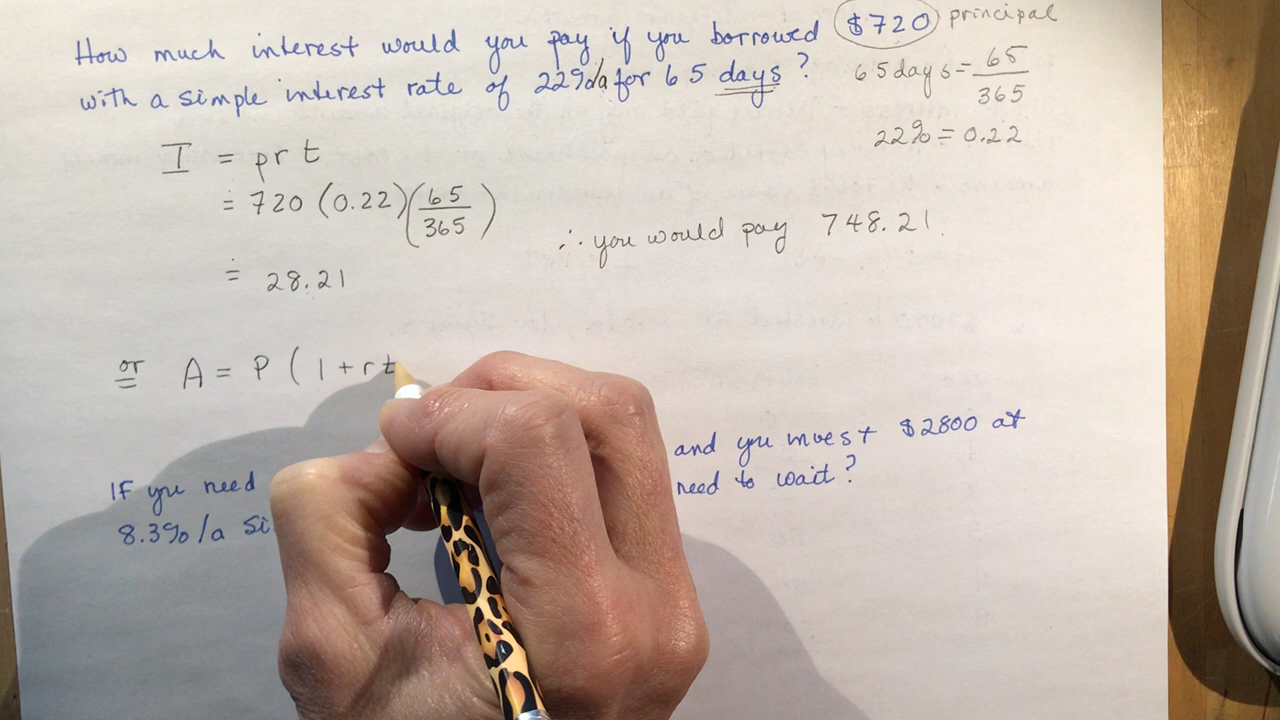 How much interest would you pay if you borrowed $720 principal
with a simple interest rate of 22%/a for 65 days ?
65 days = 65/365
22% = 0.22
I = prt
= 720 (0.22)(65/365)
= 28.21
∴ you would pay 748.21.
or A = P ( 1 + rt
IF you need and you invest $2800 at
8.3%/a si need to wait ?